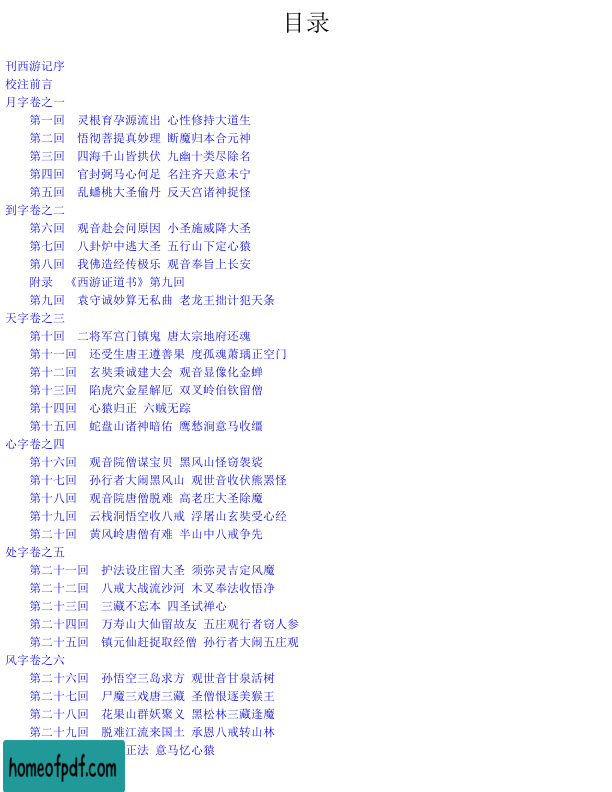 目录
刊西游记序
校注前言
月字卷之一
第一回 灵根育孕源流出 心性修持大道生
第二回 悟彻菩提真妙理 断魔归本合元神
第三回 四海千山皆拱伏 九幽十类尽除名
第四回 官封弼马心何足 名注齐天意未宁
第五回 乱蟠桃大圣偷丹 反天宫诸神捉怪
到字卷之二
第六回 观音赴会问原因 小圣施威降大圣
第七回 八卦炉中逃大圣 五行山下定心猿
第八回 我佛造经传极乐 观音奉旨上长安
附录 《西游证道书》第九回
第九回 袁守诚妙算无私曲 老龙王拙计犯天条
天字卷之三
第十回 二将军宫门镇鬼 唐太宗地府还魂
第十一回 还受生唐王遵善果 度孤魂萧瑀正空门
第十二回 玄奘秉诚建大会 观音显像化金蝉
第十三回 陷虎穴金星解厄 双叉岭伯钦留僧
第十四回 心猿归正 六贼无踪
第十五回 蛇盘山诸神暗佑 鹰愁涧意马收缰
心字卷之四
第十六回 观音院僧谋宝贝 黑风山怪窃袈裟
第十七回 孙行者大闹黑风山 观世音收伏熊罴怪
第十八回 观音院唐僧脱难 高老庄大圣除魔
第十九回 云栈洞悟空收八戒 浮屠山玄奘受心经
第二十回 黄风岭唐僧有难 半山中八戒争先
处字卷之五
第二十一回 护法设庄留大圣 须弥灵吉定风魔
第二十二回 八戒大战流沙河 木叉奉法收悟净
第二十三回 三藏不忘本 四圣试禅心
第二十四回 万寿山大仙留故友 五庄观行者窃人参
第二十五回 镇元仙赶捉取经僧 孙行者大闹五庄观
风字卷之六
第二十六回 孙悟空三岛求方 观世音甘泉活树
第二十七回 尸魔三戏唐三藏 圣僧恨逐美猴王
第二十八回 花果山群妖聚义 黑松林三藏逢魔
第二十九回 脱难江流来国土 承恩八戒转山林
正法 意马忆心猿
homeofpdf.com